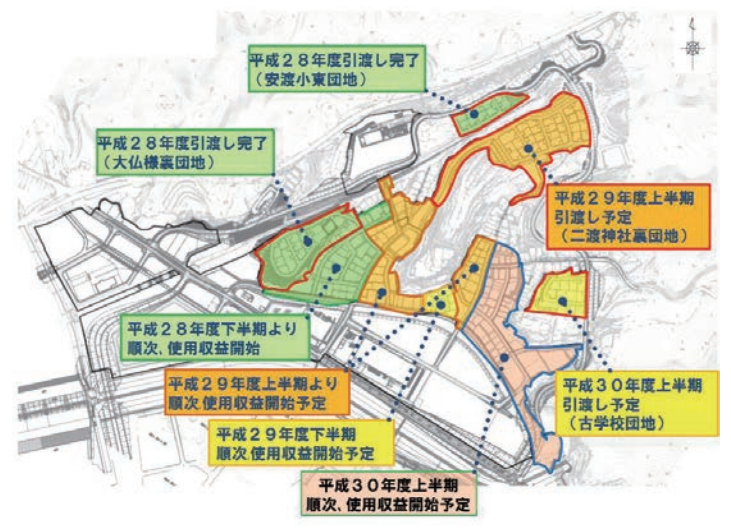 平成28年度引渡し完了
（安渡小東団地）
平成28年度引渡し完了
（大仏様裏団地）
平成29年度上半期
引渡し予定
（二渡神社裏団地）
平成28年度下半期より
順次、使用収益開始
平成29年度上半期より
順次、使用収益開始予定
平成30年度上半期
引渡し予定
（古学校団地）
平成29年度下半期
順次、使用収益開始予定
平成30年度上半期
順次、使用収益開始予定